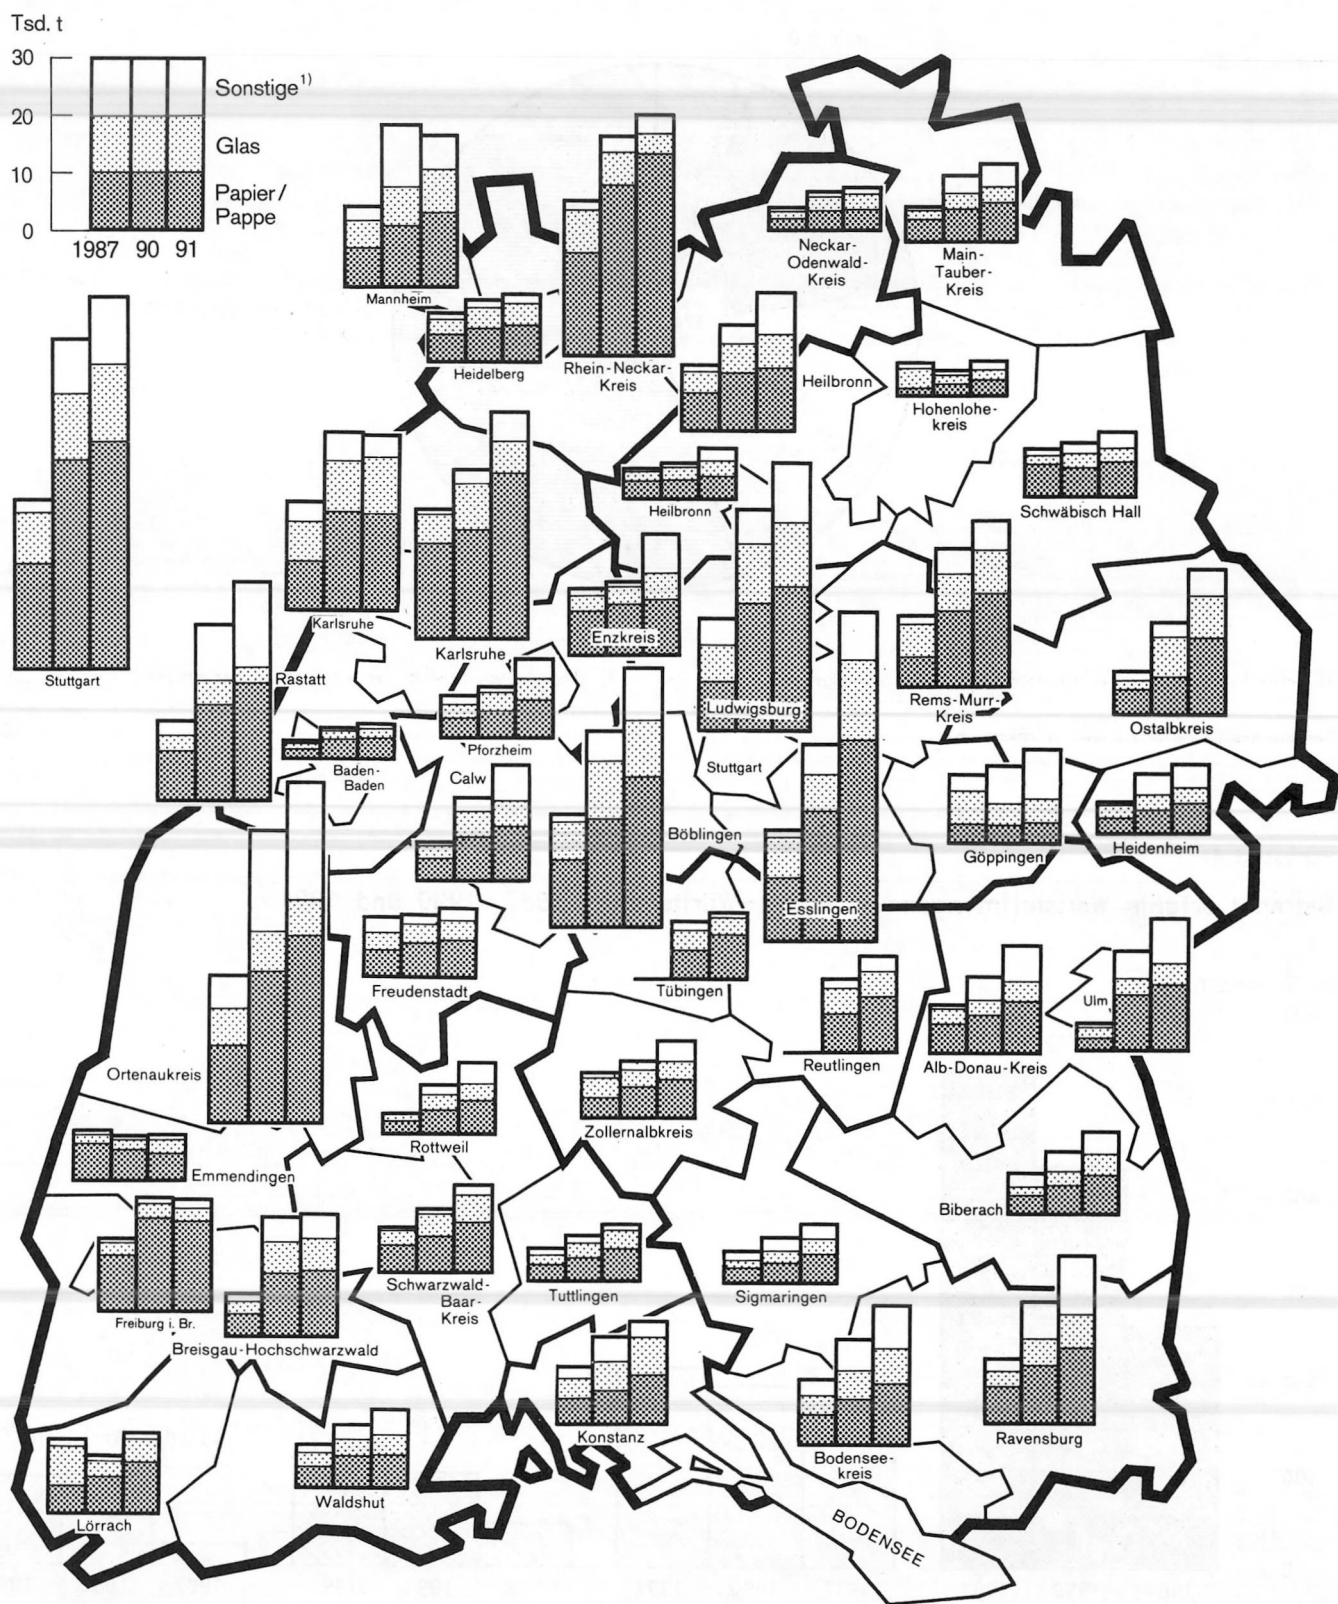 Tsd. t
30
20
10
0
Sonstige¹⁾
Glas
Papier/
Pappe
1987 90 91
Mannheim
Heidelberg
Rhein-Neckar-
Kreis
Neckar-
Odenwald-
Kreis
Main-
Tauber-
Kreis
Heilbronn
Hohenlohe-
kreis
Schwäbisch Hall
Stuttgart
Karlsruhe
Karlsruhe
Heilbronn
Enzkreis
Ludwigsburg
Rems-Murr-
Kreis
Ostalbkreis
Rastatt
Baden-
Baden
Pforzheim
Calw
Stuttgart
Böblingen
Esslingen
Göppingen
Heidenheim
Freudenstadt
Tübingen
Reutlingen
Alb-Donau-Kreis
Ulm
Ortenaukreis
Rottweil
Zollernalbkreis
Emmendingen
Biberach
Freiburg i. Br.
Breisgau-Hochschwarzwald
Schwarzwald-
Baar-
Kreis
Tuttlingen
Sigmaringen
Konstanz
Bodensee-
kreis
Ravensburg
Lörrach
Waldshut
BODENSEE